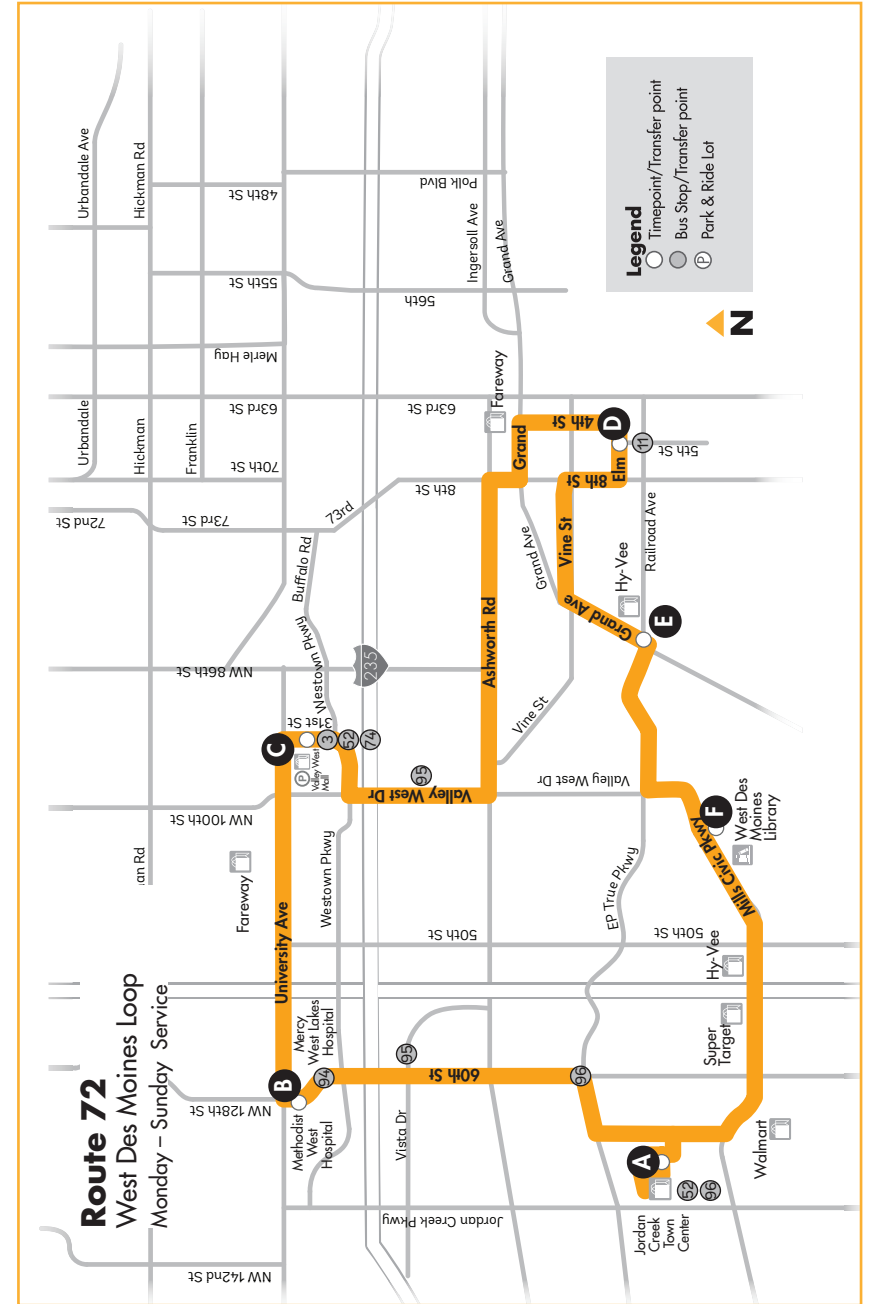 Route 72
West Des Moines Loop
Monday – Sunday Service
Legend
Timepoint/Transfer point
Bus Stop/Transfer point
P Park & Ride Lot
N
Urbandale Ave
Hickman Rd
Urbandale
Hickman
Franklin
an Rd
48th St
55th St
56th
Polk Blvd
Ingersoll Ave
Grand Ave
Merle Hay
63rd St
63rd St
70th St
72nd St
73rd St
73rd
8th St
Buffalo Rd
Westown Pkwy
NW 86th St
235
31st St
NW 100th St
Westown Pkwy
University Ave
Fareway
Fareway
Grand
4th St
D
Elm
11
5th St
8th St
Vine St
Grand Ave
Railroad Ave
Hy-Vee
Grand Ave
E
Ashworth Rd
Vine St
C
3
52
74
P
Valley West
Mall
95
Valley West Dr
Valley West Dr
EP True Pkwy
F
West Des
Moines
Library
Mills Civic Pkwy
50th St
50th St
Hy-Vee
Super
Target
Mercy
West Lakes
Hospital
B
94
Methodist
West
Hospital
NW 128th St
95
Vista Dr
60th St
96
A
52
96
Jordan
Creek
Town
Center
Walmart
Jordan Creek Pkwy
NW 142nd St